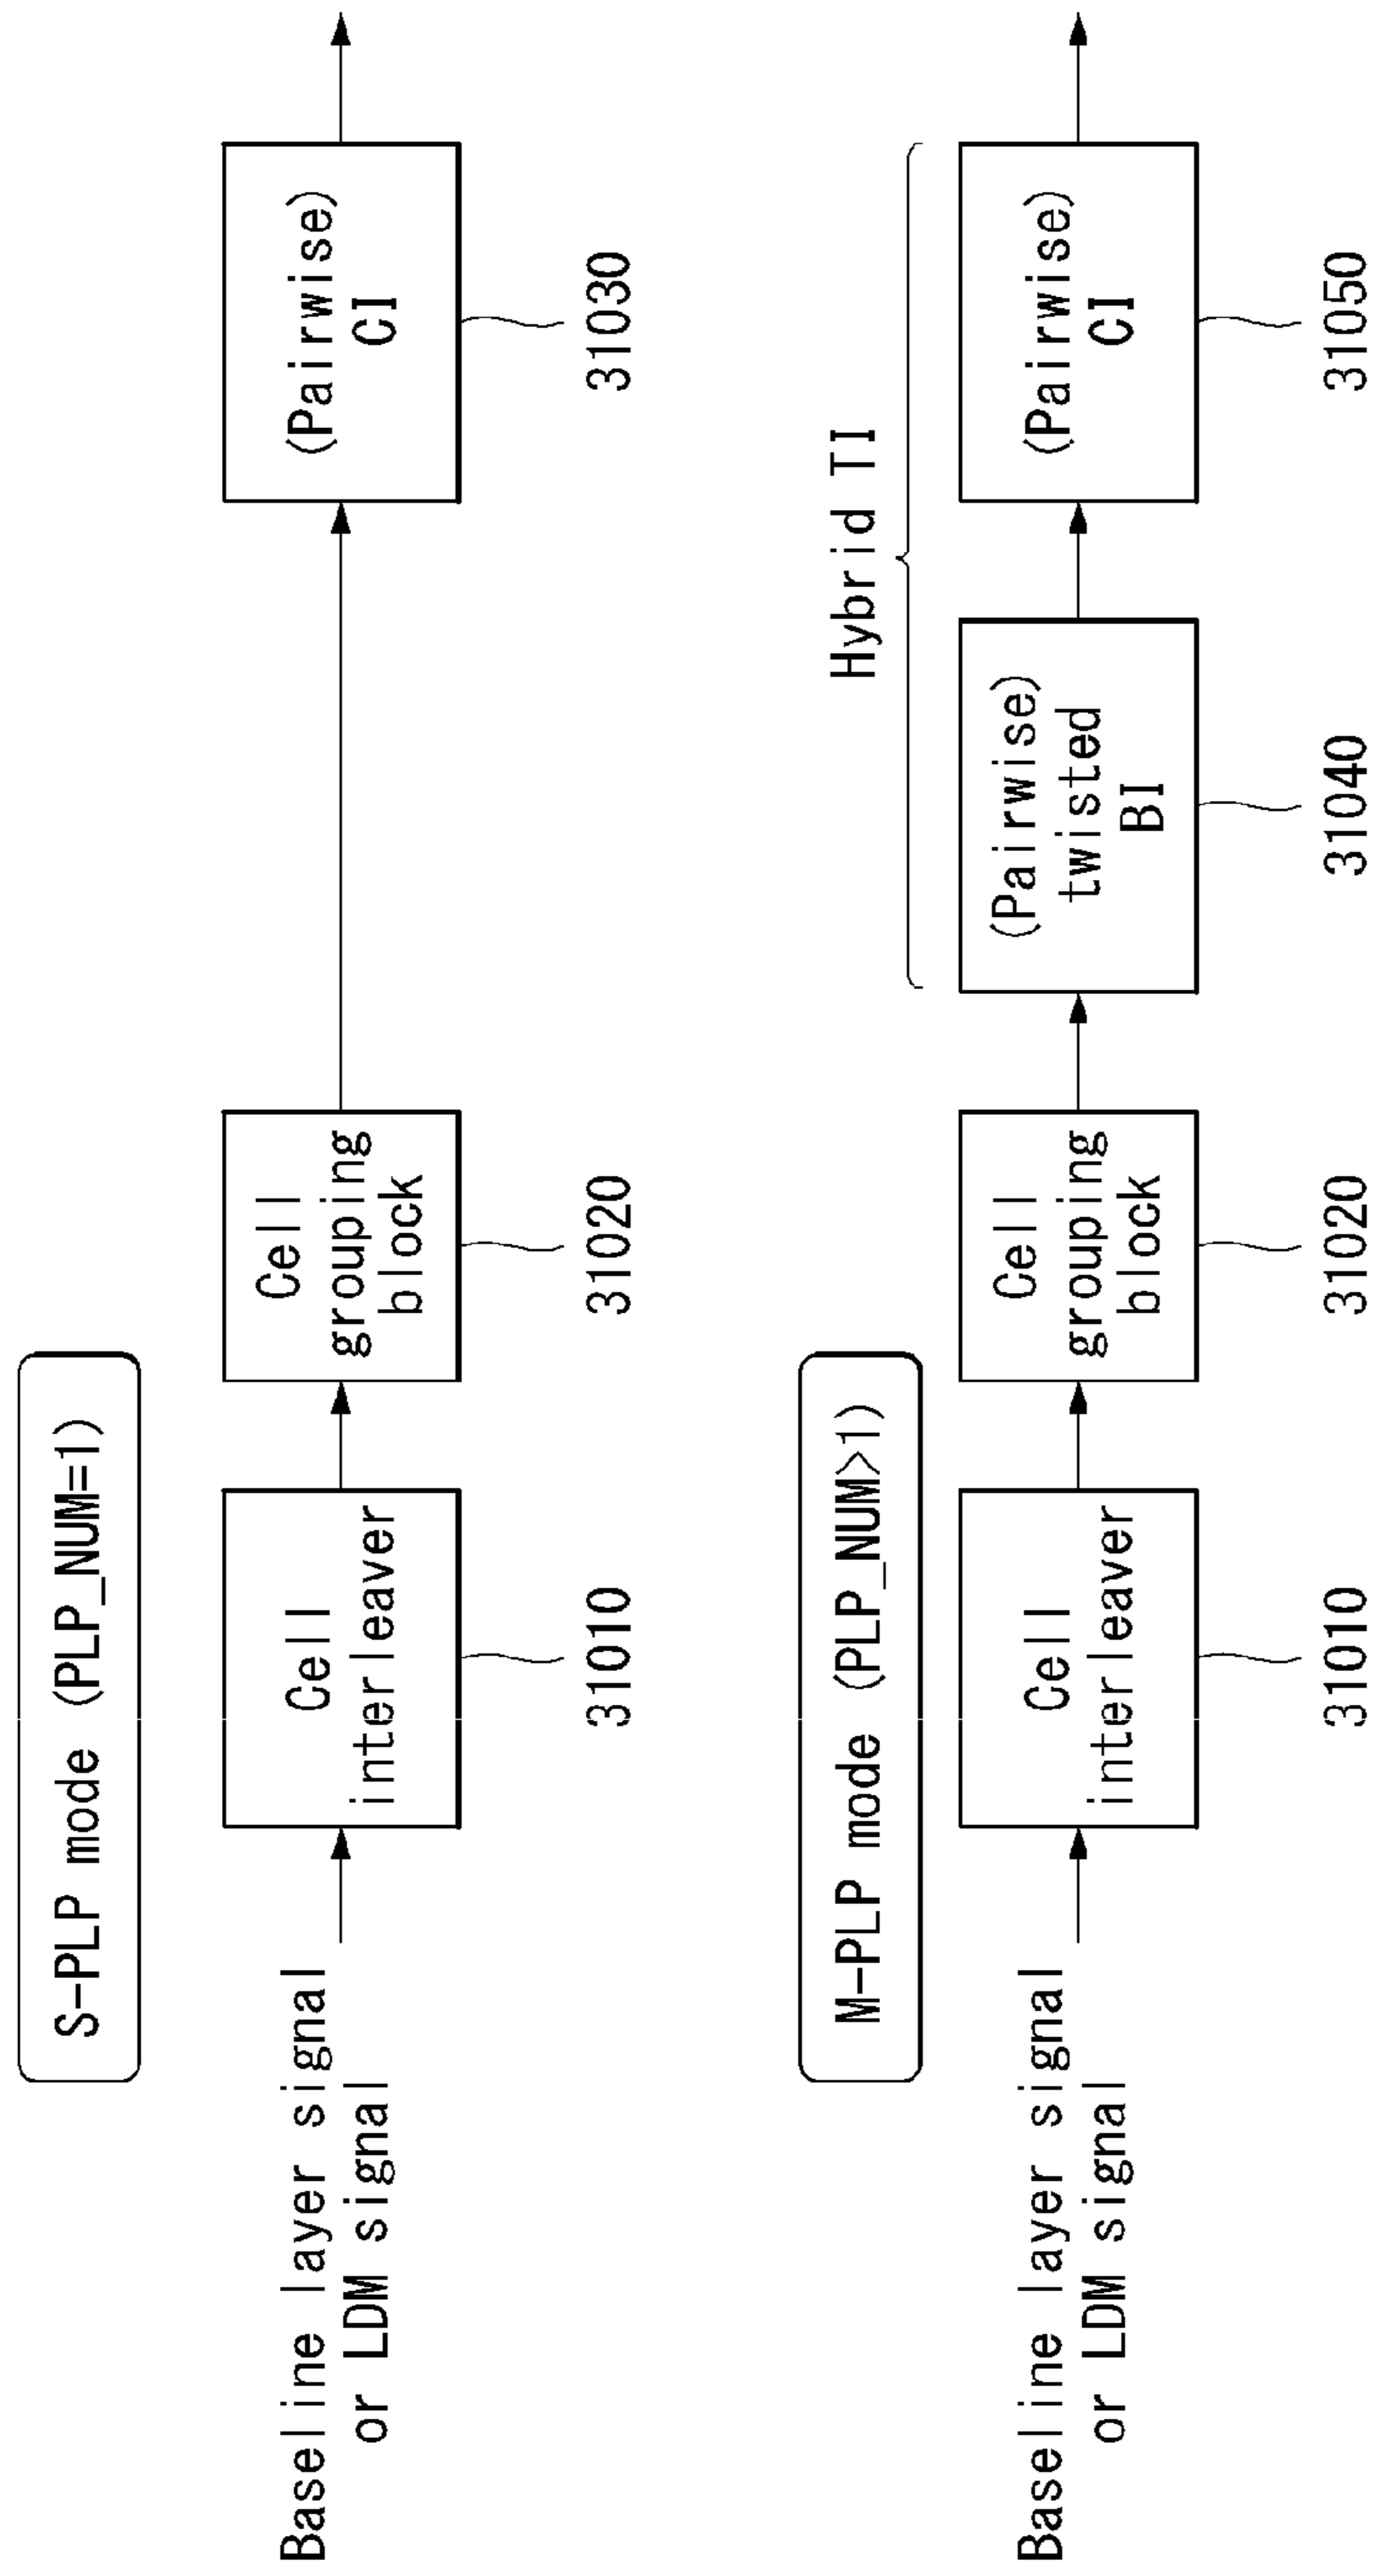 S-PLP mode (PLP_NUM=1)
Baseline layer signal
or LDM signal
Cell
interleaver
31010
Cell
grouping
block
31020
(Pairwise)
CI
31030
M-PLP mode (PLP_NUM>1)
Hybrid TI
Baseline layer signal
or LDM signal
Cell
interleaver
31010
Cell
grouping
block
31020
(Pairwise)
twisted
BI
31040
(Pairwise)
CI
31050